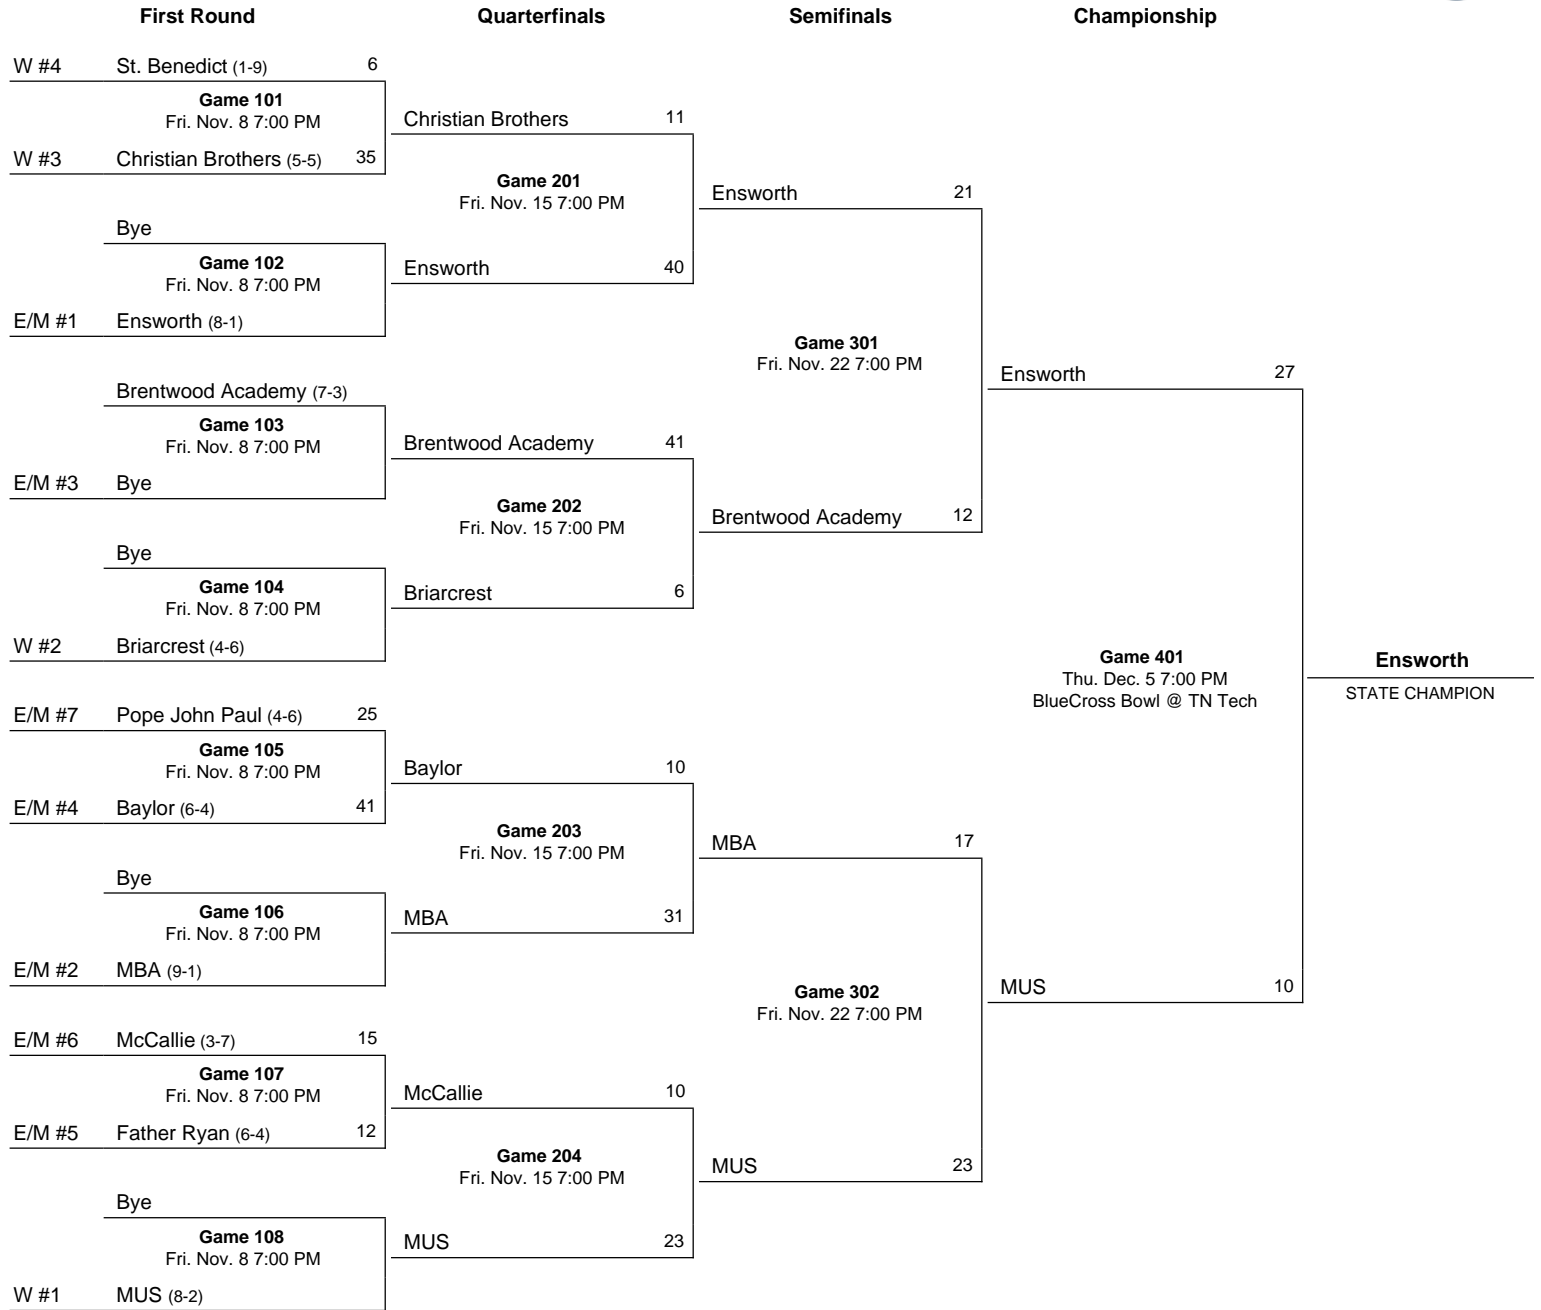 First Round Quarterfinals Semifinals Championship
W #4 St. Benedict (1-9) 6
Game 101
Fri. Nov. 8 7:00 PM
W #3 Christian Brothers (5-5) 35
Bye
Game 102
Fri. Nov. 8 7:00 PM
E/M #1 Ensworth (8-1)
Brentwood Academy (7-3)
Game 103
Fri. Nov. 8 7:00 PM
E/M #3 Bye
Bye
Game 104
Fri. Nov. 8 7:00 PM
W #2 Briarcrest (4-6)
E/M #7 Pope John Paul (4-6) 25
Game 105
Fri. Nov. 8 7:00 PM
E/M #4 Baylor (6-4) 41
Bye
Game 106
Fri. Nov. 8 7:00 PM
E/M #2 MBA (9-1)
E/M #6 McCallie (3-7) 15
Game 107
Fri. Nov. 8 7:00 PM
E/M #5 Father Ryan (6-4) 12
Bye
Game 108
Fri. Nov. 8 7:00 PM
W #1 MUS (8-2)
Christian Brothers 11
Game 201
Fri. Nov. 15 7:00 PM
Ensworth 40
Brentwood Academy 41
Game 202
Fri. Nov. 15 7:00 PM
Briarcrest 6
Baylor 10
Game 203
Fri. Nov. 15 7:00 PM
MBA 31
McCallie 10
Game 204
Fri. Nov. 15 7:00 PM
MUS 23
Ensworth 21
Game 301
Fri. Nov. 22 7:00 PM
Brentwood Academy 12
MBA 17
Game 302
Fri. Nov. 22 7:00 PM
MUS 23
Ensworth 27
Game 401
Thu. Dec. 5 7:00 PM
BlueCross Bowl @ TN Tech
MUS 10
Ensworth
STATE CHAMPION